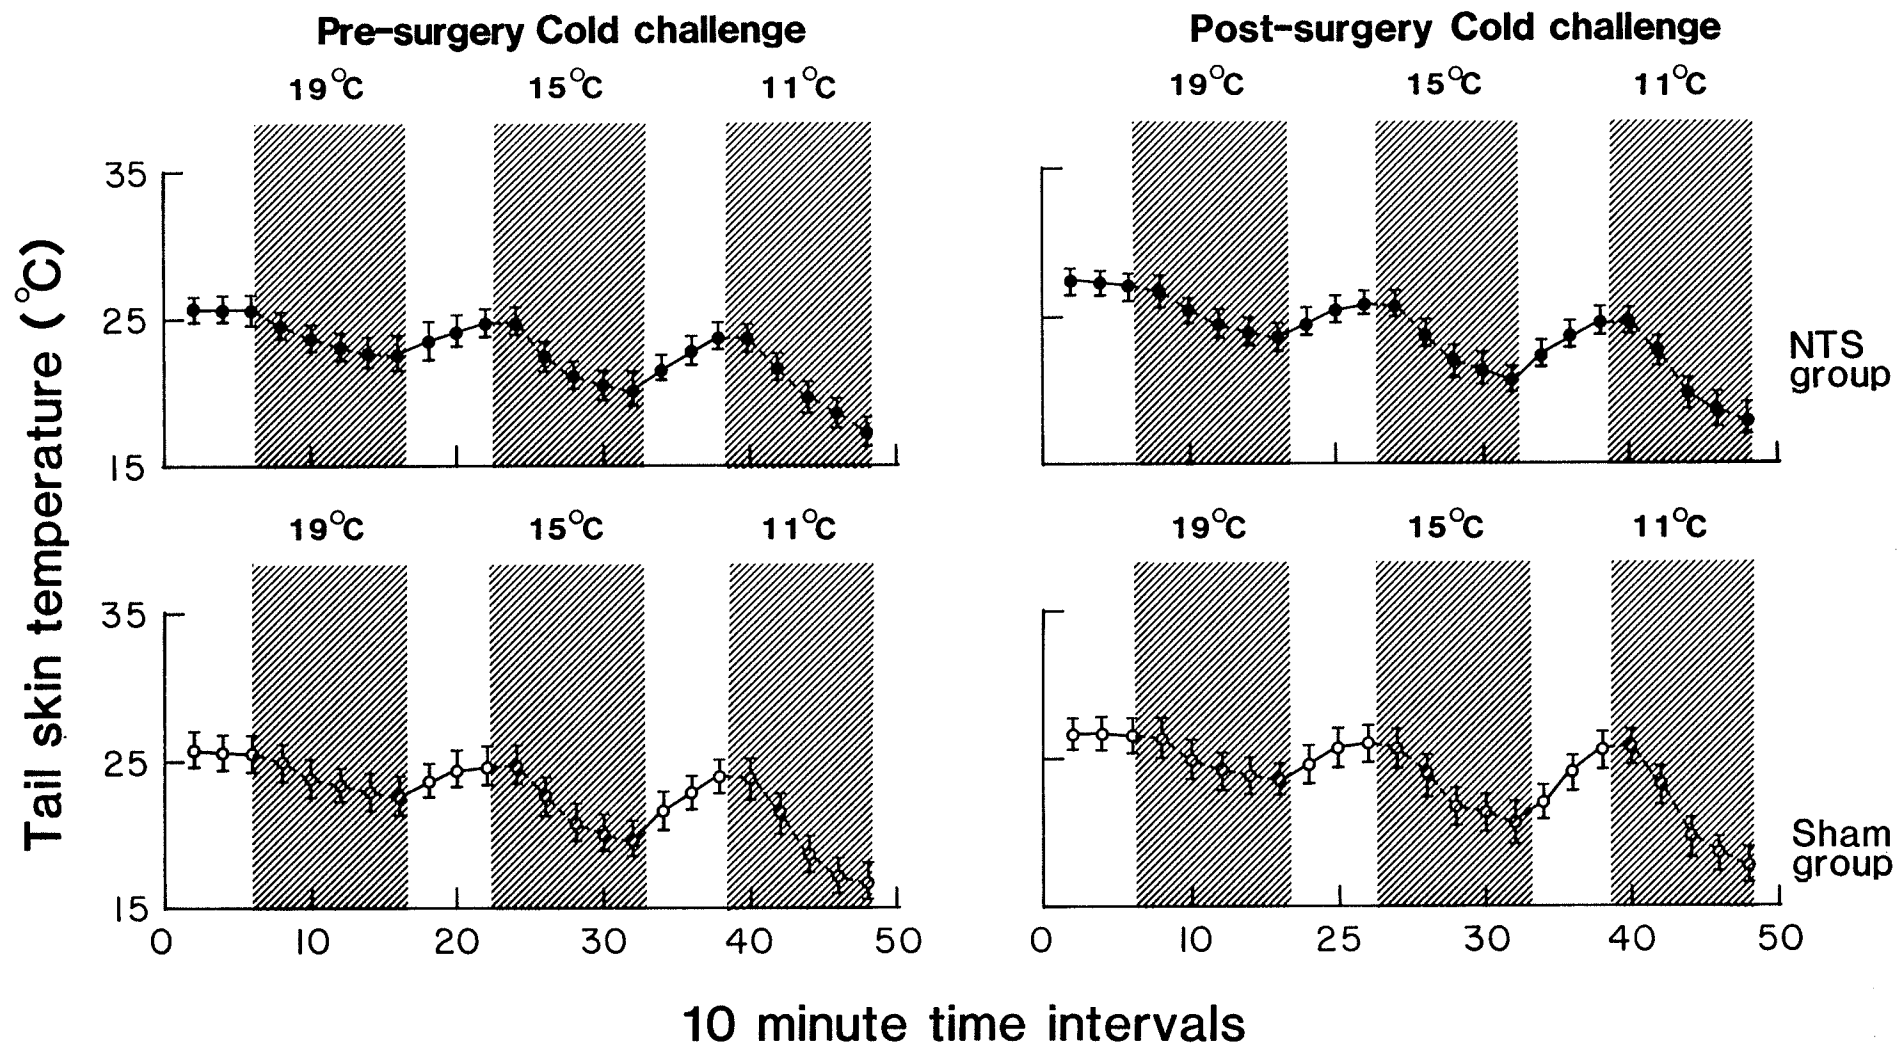 Pre-surgery Cold challenge
Post-surgery Cold challenge
19°C 15°C 11°C
19°C 15°C 11°C
35
25
15
NTS
group
19°C 15°C 11°C
19°C 15°C 11°C
35
25
15
Sham
group
0 10 20 30 40 50
0 10 25 30 40 50
Tail skin temperature (°C)
10 minute time intervals